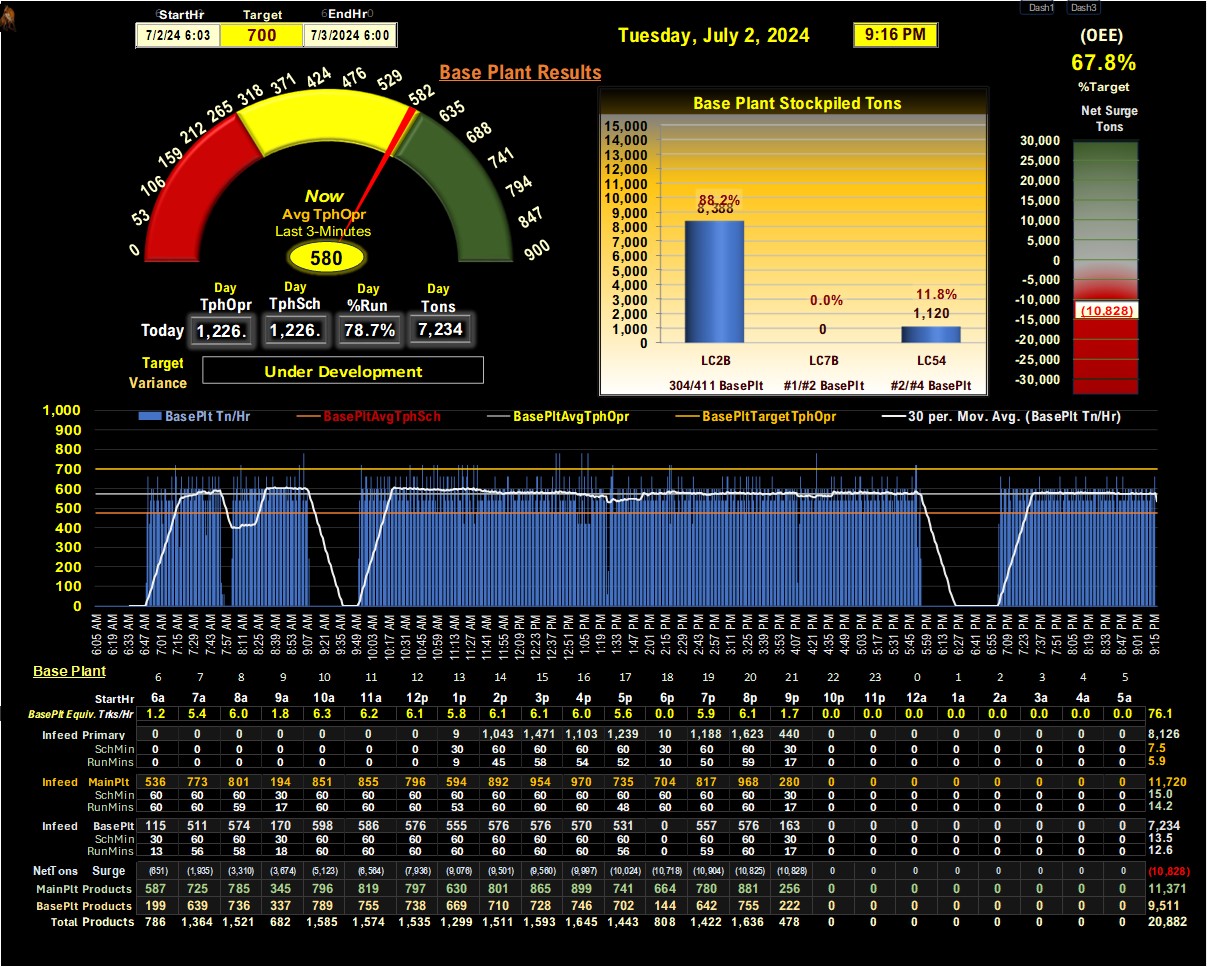 Dash1 Dash3
StartHr Target EndHr
7/2/24 6:03 700 7/3/2024 6:00
Tuesday, July 2, 2024 9:16 PM
(OEE)
67.8%
%Target
Base Plant Results
0 53 106 159 212 265 318 371 424 476 529 582 635 688 741 794 847 900
Now
Avg TphOpr
Last 3-Minutes
580
Day Day Day Day
TphOpr TphSch %Run Tons
Today 1,226. 1,226. 78.7% 7,234
Target
Variance
Under Development
Base Plant Stockpiled Tons
15,000
14,000
13,000
12,000
11,000
10,000
9,000
8,000
7,000
6,000
5,000
4,000
3,000
2,000
1,000
0
88.2% 0.0% 11.8%
8,388 0 1,120
LC2B LC7B LC54
304/411 BasePlt #1/#2 BasePlt #2/#4 BasePlt
Net Surge
Tons
30,000
25,000
20,000
15,000
10,000
5,000
0
-5,000
-10,000
(10,828)
-15,000
-20,000
-25,000
-30,000
BasePlt Tn/Hr BasePltAvgTphSch BasePltAvgTphOpr BasePltTargetTphOpr 30 per. Mov. Avg. (BasePlt Tn/Hr)
1,000
900
800
700
600
500
400
300
200
100
0
6:05 AM 6:19 AM 6:33 AM 6:47 AM 7:01 AM 7:15 AM 7:29 AM 7:43 AM 7:57 AM 8:11 AM 8:25 AM 8:39 AM 8:53 AM 9:07 AM 9:21 AM 9:35 AM 9:49 AM 10:03 AM 10:17 AM 10:31 AM 10:45 AM 10:59 AM 11:13 AM 11:27 AM 11:41 AM 11:55 AM 12:09 PM 12:23 PM 12:37 PM 12:51 PM 1:05 PM 1:19 PM 1:33 PM 1:47 PM 2:01 PM 2:15 PM 2:29 PM 2:43 PM 2:57 PM 3:11 PM 3:25 PM 3:39 PM 3:53 PM 4:07 PM 4:21 PM 4:35 PM 4:49 PM 5:03 PM 5:17 PM 5:31 PM 5:45 PM 5:59 PM 6:13 PM 6:27 PM 6:41 PM 6:55 PM 7:09 PM 7:23 PM 7:37 PM 7:51 PM 8:05 PM 8:19 PM 8:33 PM 8:47 PM 9:01 PM 9:15 PM
Base Plant
6 7 8 9 10 11 12 13 14 15 16 17 18 19 20 21 22 23 0 1 2 3 4 5
StartHr 6a 7a 8a 9a 10a 11a 12p 1p 2p 3p 4p 5p 6p 7p 8p 9p 10p 11p 12a 1a 2a 3a 4a 5a
BasePlt Equiv. Trks/Hr 1.2 5.4 6.0 1.8 6.3 6.2 6.1 5.8 6.1 6.1 6.0 5.6 0.0 5.9 6.1 1.7 0.0 0.0 0.0 0.0 0.0 0.0 0.0 0.0 76.1
Infeed Primary 0 0 0 0 0 0 0 9 1,043 1,471 1,103 1,239 10 1,188 1,623 440 0 0 0 0 0 0 0 0 8,126
SchMin 0 0 0 0 0 0 0 30 60 60 60 60 30 60 60 30 0 0 0 0 0 0 0 0 7.5
RunMins 0 0 0 0 0 0 0 9 45 58 54 52 10 50 59 17 0 0 0 0 0 0 0 0 5.9
Infeed MainPlt 536 773 801 194 851 855 796 594 892 954 970 735 704 817 968 280 0 0 0 0 0 0 0 0 11,720
SchMin 60 60 60 30 60 60 60 60 60 60 60 60 60 60 60 30 0 0 0 0 0 0 0 0 15.0
RunMins 60 60 59 17 60 60 60 53 60 60 60 48 60 60 60 17 0 0 0 0 0 0 0 0 14.2
Infeed BasePlt 115 511 574 170 598 586 576 555 576 576 570 531 0 557 576 163 0 0 0 0 0 0 0 0 7,234
SchMin 30 60 60 30 60 60 60 60 60 60 60 60 0 60 60 30 0 0 0 0 0 0 0 0 13.5
RunMins 13 56 58 18 60 60 60 60 60 60 60 56 0 59 60 17 0 0 0 0 0 0 0 0 12.6
NetTons Surge (651) (1,935) (3,310) (3,674) (5,123) (6,564) (7,936) (9,076) (9,501) (9,560) (9,997) (10,024) (10,718) (10,904) (10,825) (10,828) 0 0 0 0 0 0 0 0 (10,828)
MainPlt Products 587 725 785 345 796 819 797 630 801 865 899 741 664 780 881 256 0 0 0 0 0 0 0 0 11,371
BasePlt Products 199 639 736 337 789 755 738 669 710 728 746 702 144 642 755 222 0 0 0 0 0 0 0 0 9,511
Total Products 786 1,364 1,521 682 1,585 1,574 1,535 1,299 1,511 1,593 1,645 1,443 808 1,422 1,636 478 0 0 0 0 0 0 0 0 20,882